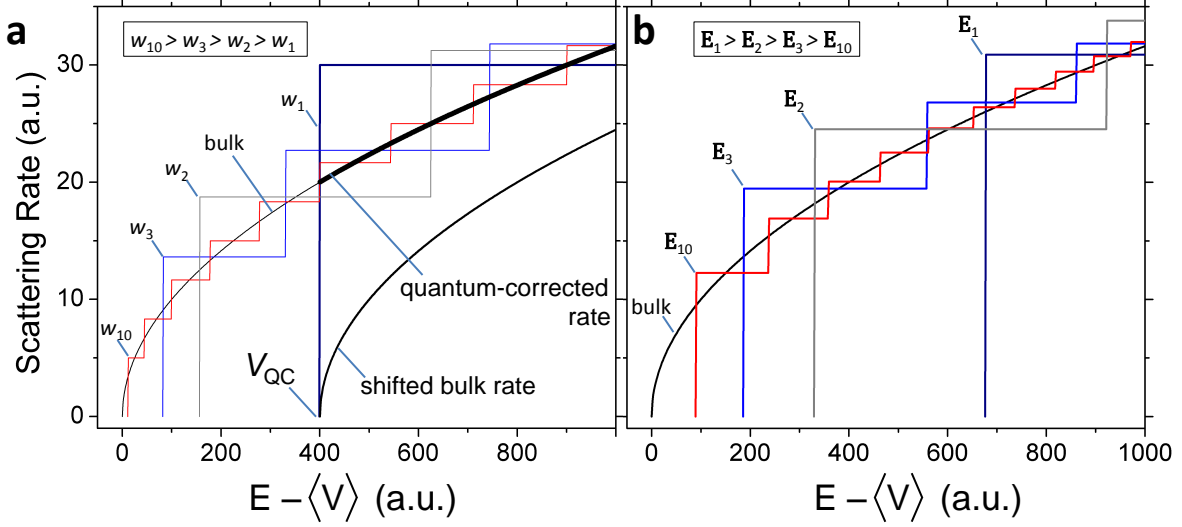 a
w₁₀ > w₃ > w₂ > w₁
w₁
bulk
w₂
w₃
w₁₀
quantum-corrected
rate
V_QC
shifted bulk rate
Scattering Rate (a.u.)
30
20
10
0
0 200 400 600 800
E – ⟨V⟩ (a.u.)
b
E₁ > E₂ > E₃ > E₁₀
E₁
E₂
E₃
E₁₀
bulk
0 200 400 600 800 1000
E – ⟨V⟩ (a.u.)